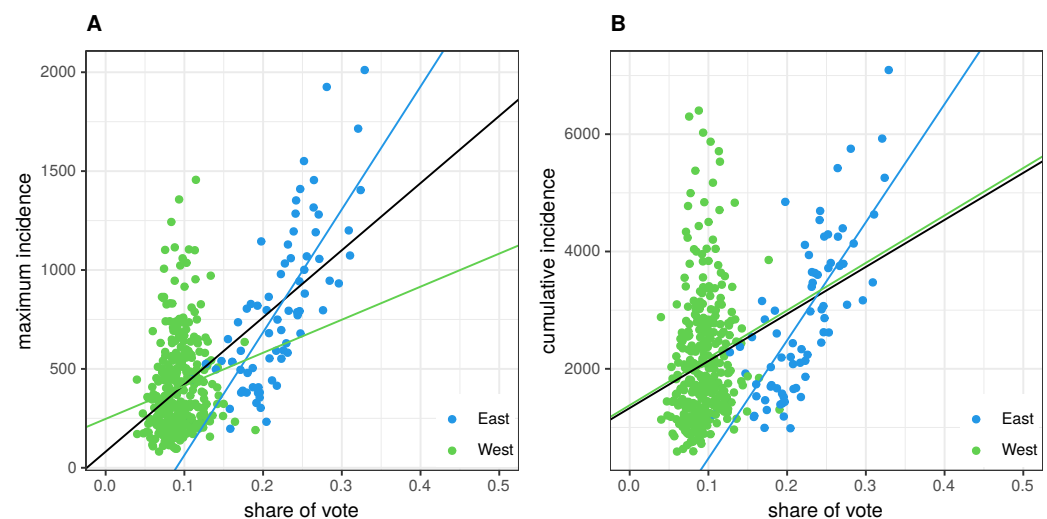 A
maximum incidence
2000
1500
1000
500
0
0.0 0.1 0.2 0.3 0.4 0.5
share of vote
East
West
B
cumulative incidence
6000
4000
2000
0.0 0.1 0.2 0.3 0.4 0.5
share of vote
East
West